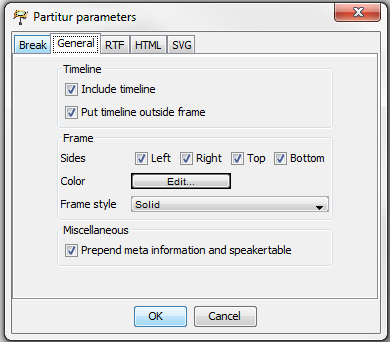 Partitur parameters
Break General RTF HTML SVG
Timeline
Include timeline
Put timeline outside frame
Frame
Sides Left Right Top Bottom
Color Edit...
Frame style Solid
Miscellaneous
Prepend meta information and speakertable
OK Cancel